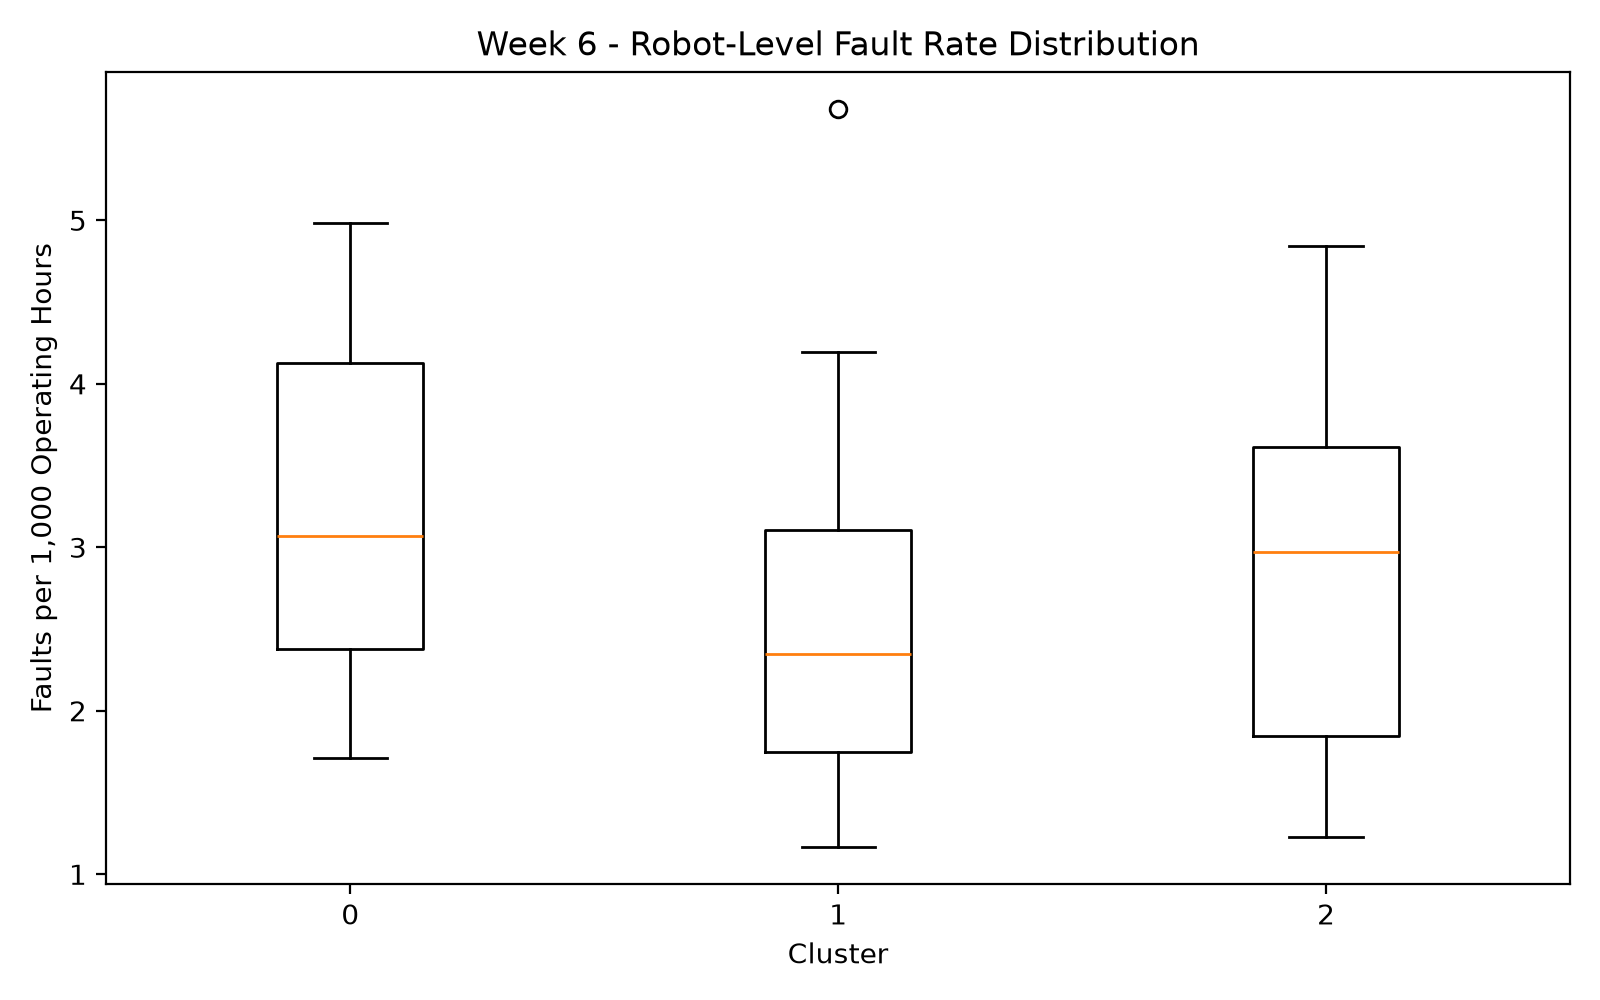 Week 6 - Robot-Level Fault Rate Distribution
Faults per 1,000 Operating Hours
5
4
3
2
1
0
1
2
Cluster